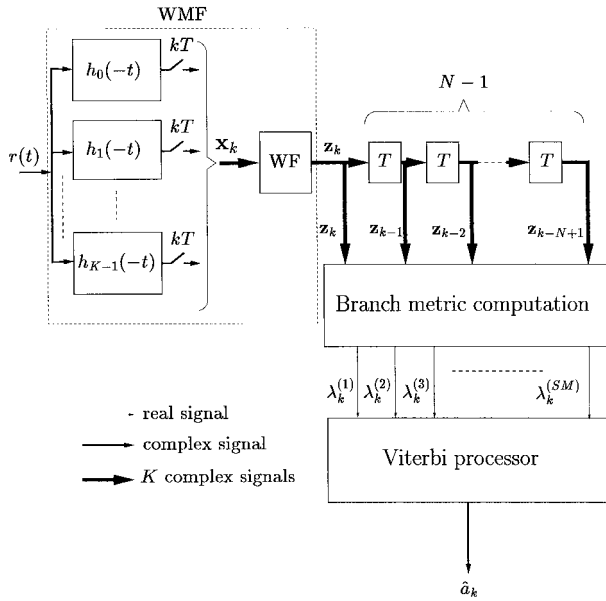 WMF
h_0(−t)
kT
h_1(−t)
kT
h_{K−1}(−t)
kT
r(t)
x_k
WF
z_k
N − 1
T
T
T
z_k
z_{k−1}
z_{k−2}
z_{k−N+1}
Branch metric computation
λ_k^{(1)}
λ_k^{(2)}
λ_k^{(3)}
λ_k^{(SM)}
Viterbi processor
â_k
real signal
complex signal
K complex signals